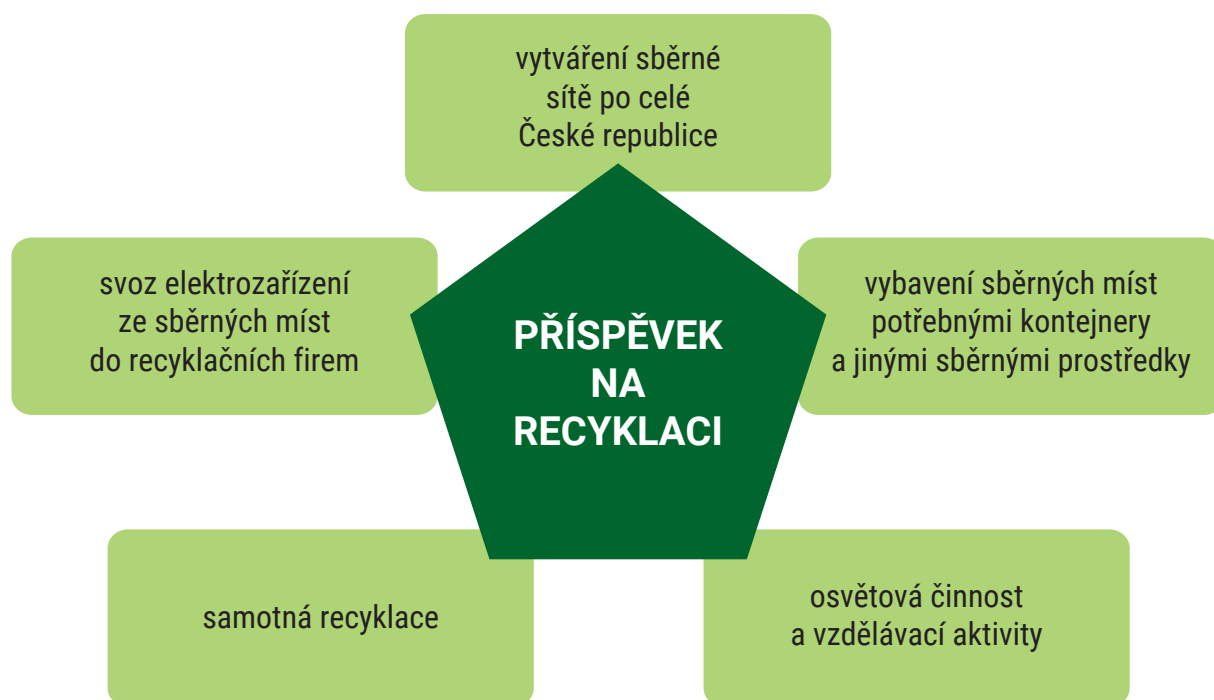 vytváření sběrné
sítě po celé
České republice
svoz elektrozařízení
ze sběrných míst
do recyklačních firem
PŘÍSPĚVEK
NA
RECYKLACI
vybavení sběrných míst
potřebnými kontejnery
a jinými sběrnými prostředky
samotná recyklace
osvětová činnost
a vzdělávací aktivity